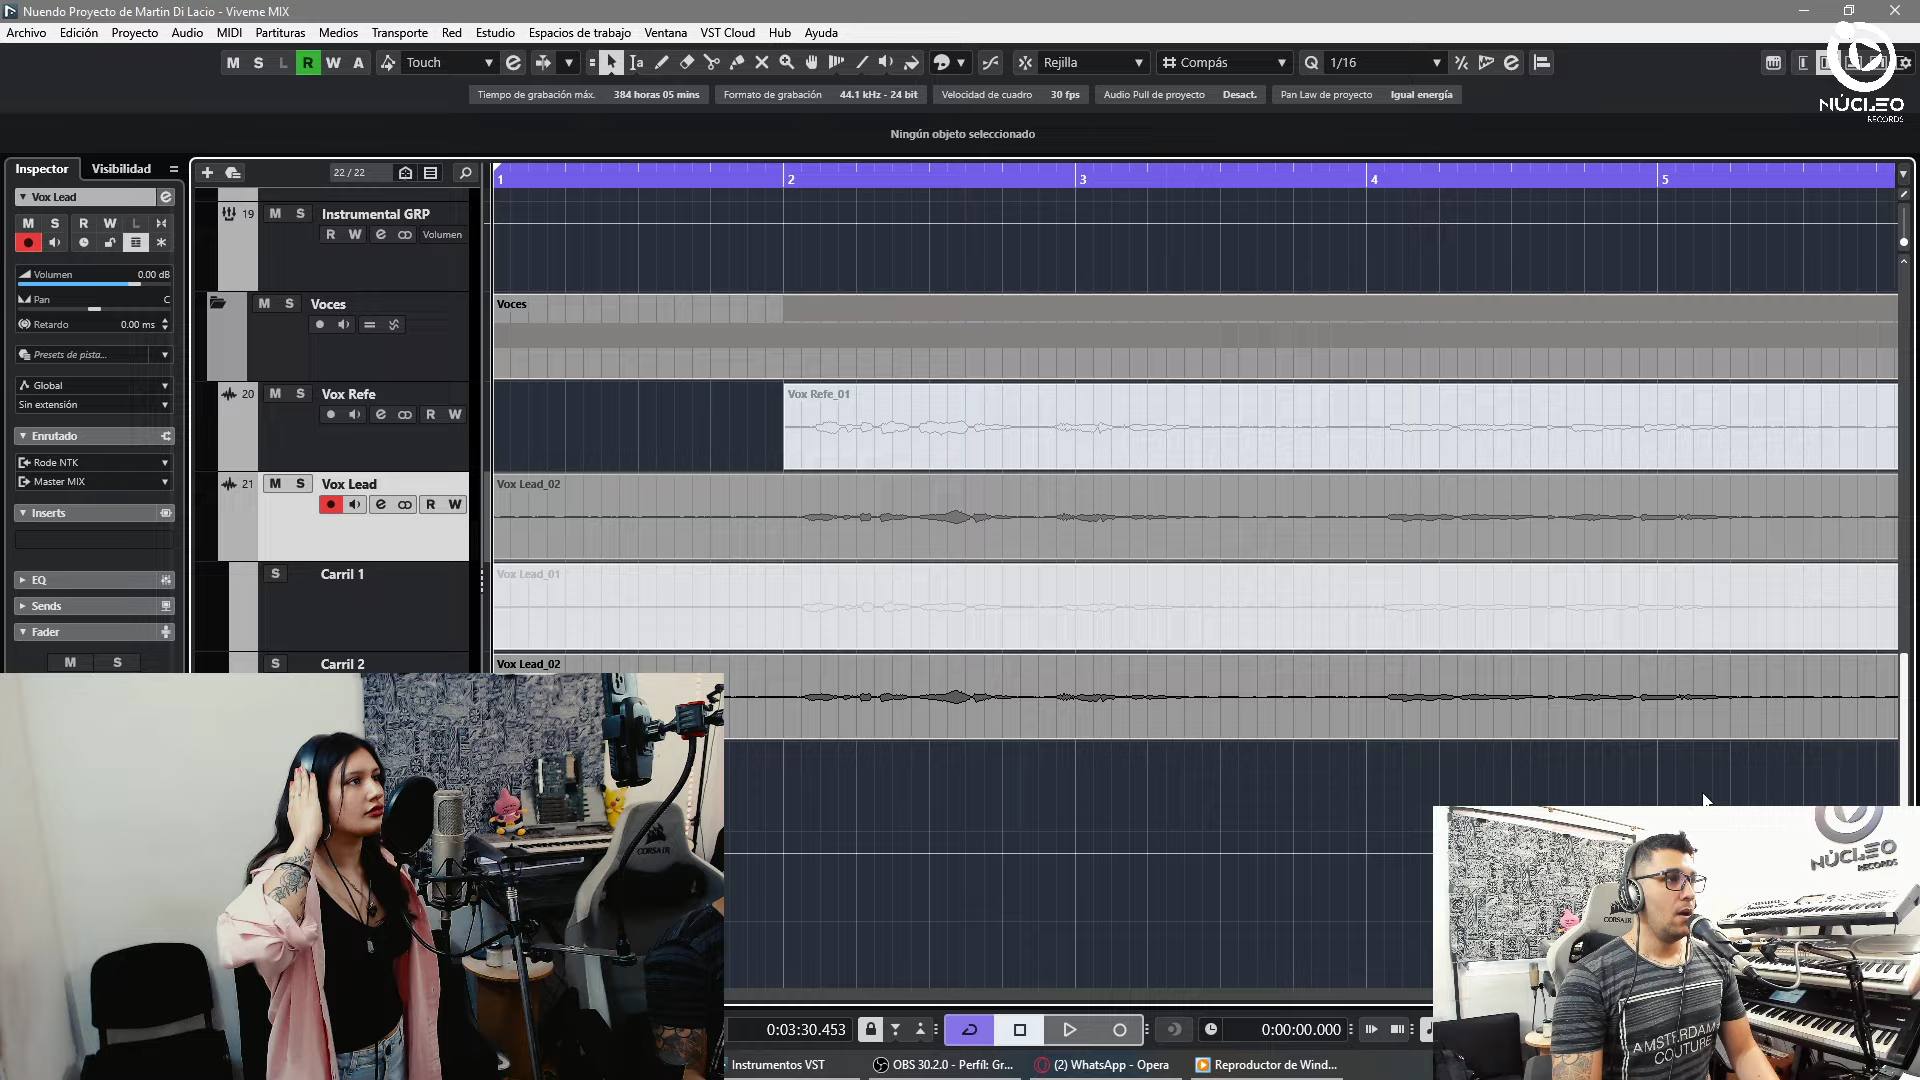 Nuendo Proyecto de Martin Di Lacio - Viveme MIX
Archivo Edición Proyecto Audio MIDI Partituras Medios Transporte Red Estudio Espacios de trabajo Ventana VST Cloud Hub Ayuda
M S L R W A Touch Rejilla Compás Q 1/16
Tiempo de grabación máx. 384 horas 05 mins Formato de grabación 44.1 kHz - 24 bit Velocidad de cuadro 30 fps Audio Pull de proyecto Desact. Pan Law de proyecto Igual energía
NÚCLEO
RECORDS
Ningún objeto seleccionado
Inspector Visibilidad
22 / 22
1 2 3 4 5
Vox Lead
M S R W L
Volumen 0.00 dB
Pan C
Retardo 0.00 ms
Presets de pista...
Global
Sin extensión
Enrutado
Rode NTK
Master MIX
Inserts
EQ
Sends
Fader
M S
19 M S Instrumental GRP
R W Volumen
M S Voces
Voces
20 M S Vox Refe
R W
Vox Refe_01
21 M S Vox Lead
R W
Vox Lead_02
S Carril 1
Vox Lead_01
S Carril 2
Vox Lead_02
CORSAIR
NÚCLEO
RECORDS
CORSAIR
AMSTERDAM
COUTURE
0:03:30.453 0:00:00.000
Instrumentos VST OBS 30.2.0 - Perfil: Gr... (2) WhatsApp - Opera Reproductor de Wind...